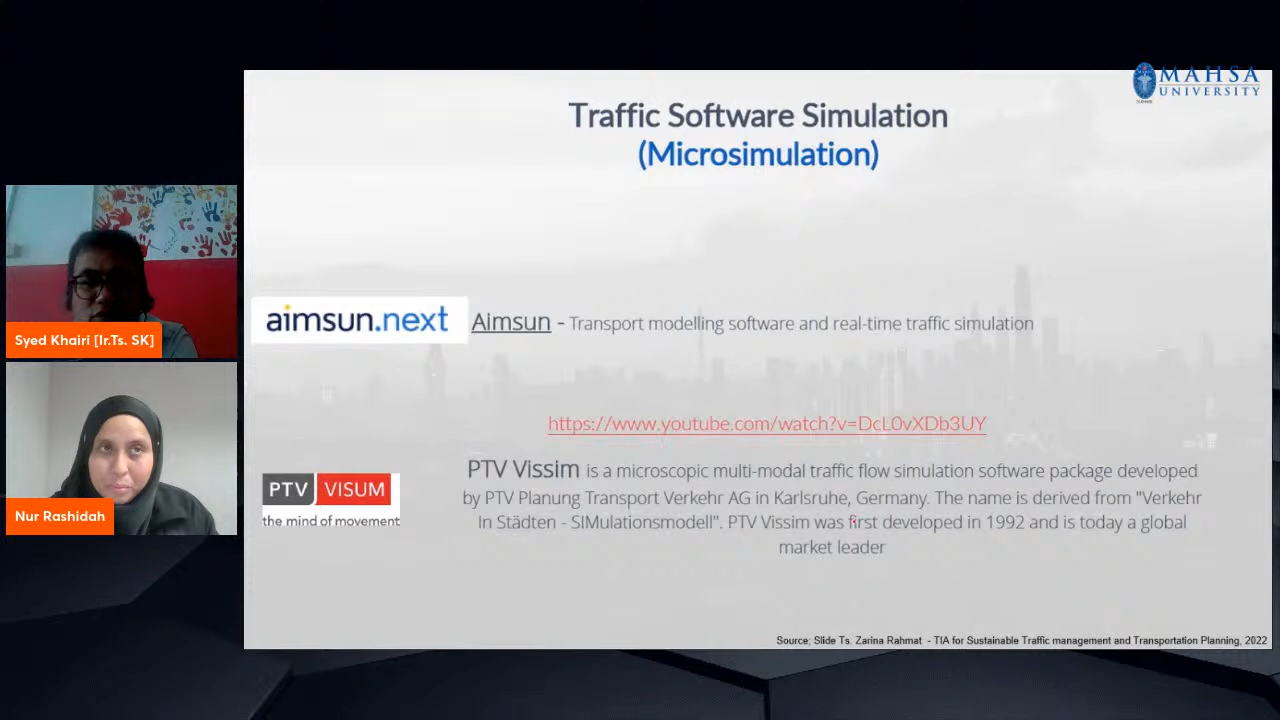 MAHSA
UNIVERSITY
Traffic Software Simulation
(Microsimulation)
aimsun.next
Aimsun - Transport modelling software and real-time traffic simulation
https://www.youtube.com/watch?v=DcL0vXDb3UY
PTV VISUM
the mind of movement
PTV Vissim is a microscopic multi-modal traffic flow simulation software package developed
by PTV Planung Transport Verkehr AG in Karlsruhe, Germany. The name is derived from "Verkehr
In Städten - SIMulationsmodell". PTV Vissim was first developed in 1992 and is today a global
market leader
Source; Slide Ts. Zarina Rahmat - TIA for Sustainable Traffic management and Transportation Planning, 2022
Syed Khairi [Ir.Ts. SK]
Nur Rashidah